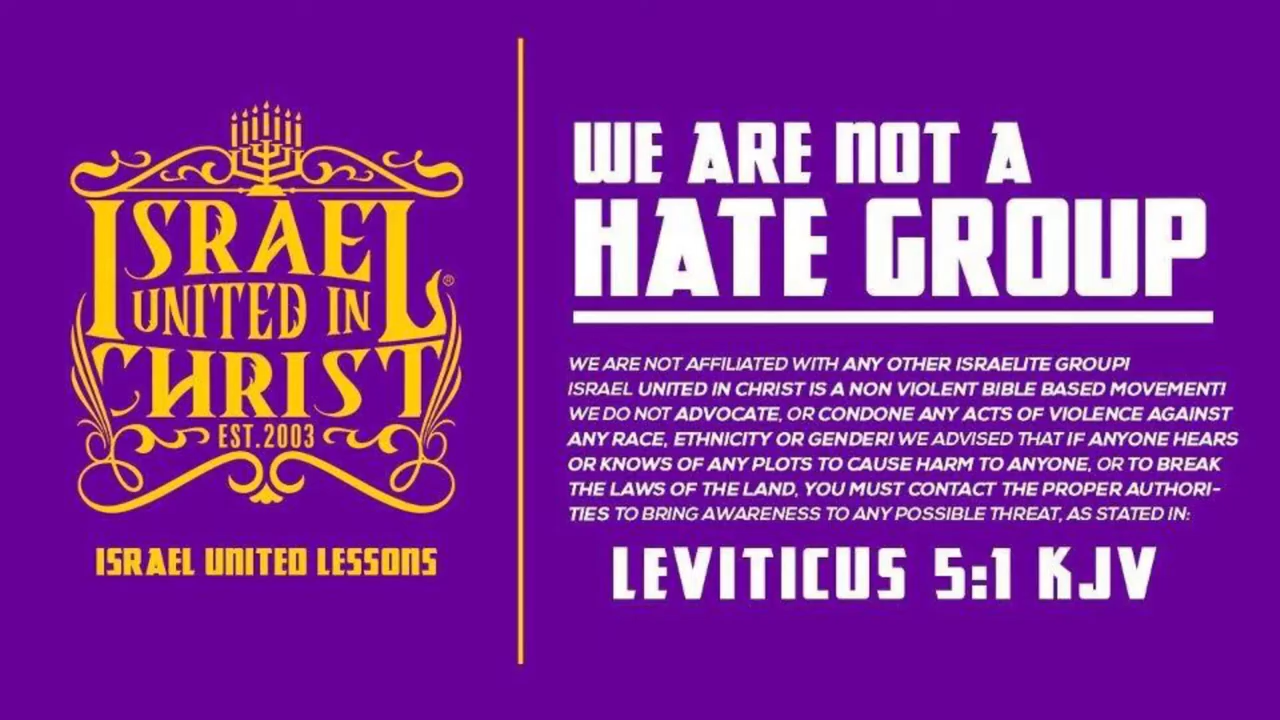 ISRAEL
UNITED IN
CHRIST
EST.2003
ISRAEL UNITED LESSONS
WE ARE NOT A
HATE GROUP
WE ARE NOT AFFILIATED WITH ANY OTHER ISRAELITE GROUP!
ISRAEL UNITED IN CHRIST IS A NON VIOLENT BIBLE BASED MOVEMENT!
WE DO NOT ADVOCATE, OR CONDONE ANY ACTS OF VIOLENCE AGAINST
ANY RACE, ETHNICITY OR GENDER! WE ADVISED THAT IF ANYONE HEARS
OR KNOWS OF ANY PLOTS TO CAUSE HARM TO ANYONE, OR TO BREAK
THE LAWS OF THE LAND, YOU MUST CONTACT THE PROPER AUTHORI-
TIES TO BRING AWARENESS TO ANY POSSIBLE THREAT, AS STATED IN:
LEVITICUS 5:1 KJV